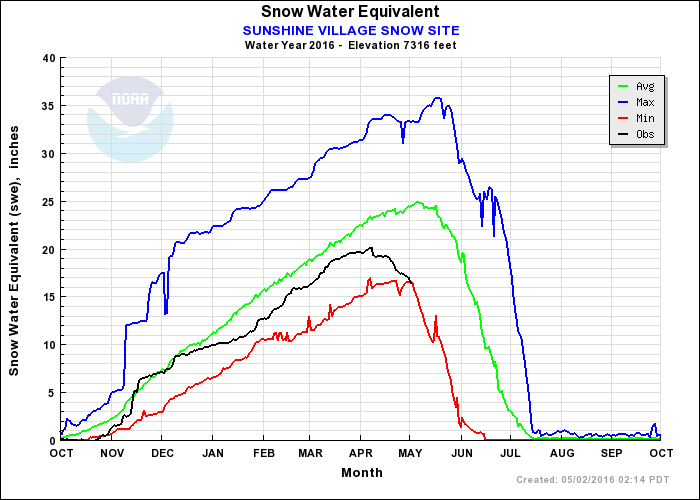 Snow Water Equivalent
SUNSHINE VILLAGE SNOW SITE
Water Year 2016 - Elevation 7316 feet
NOAA
Avg
Max
Min
Obs
Snow Water Equivalent (swe), inches
40
35
30
25
20
15
10
5
0
OCT NOV DEC JAN FEB MAR APR MAY JUN JUL AUG SEP OCT
Month
Created: 05/02/2016 02:14 PDT